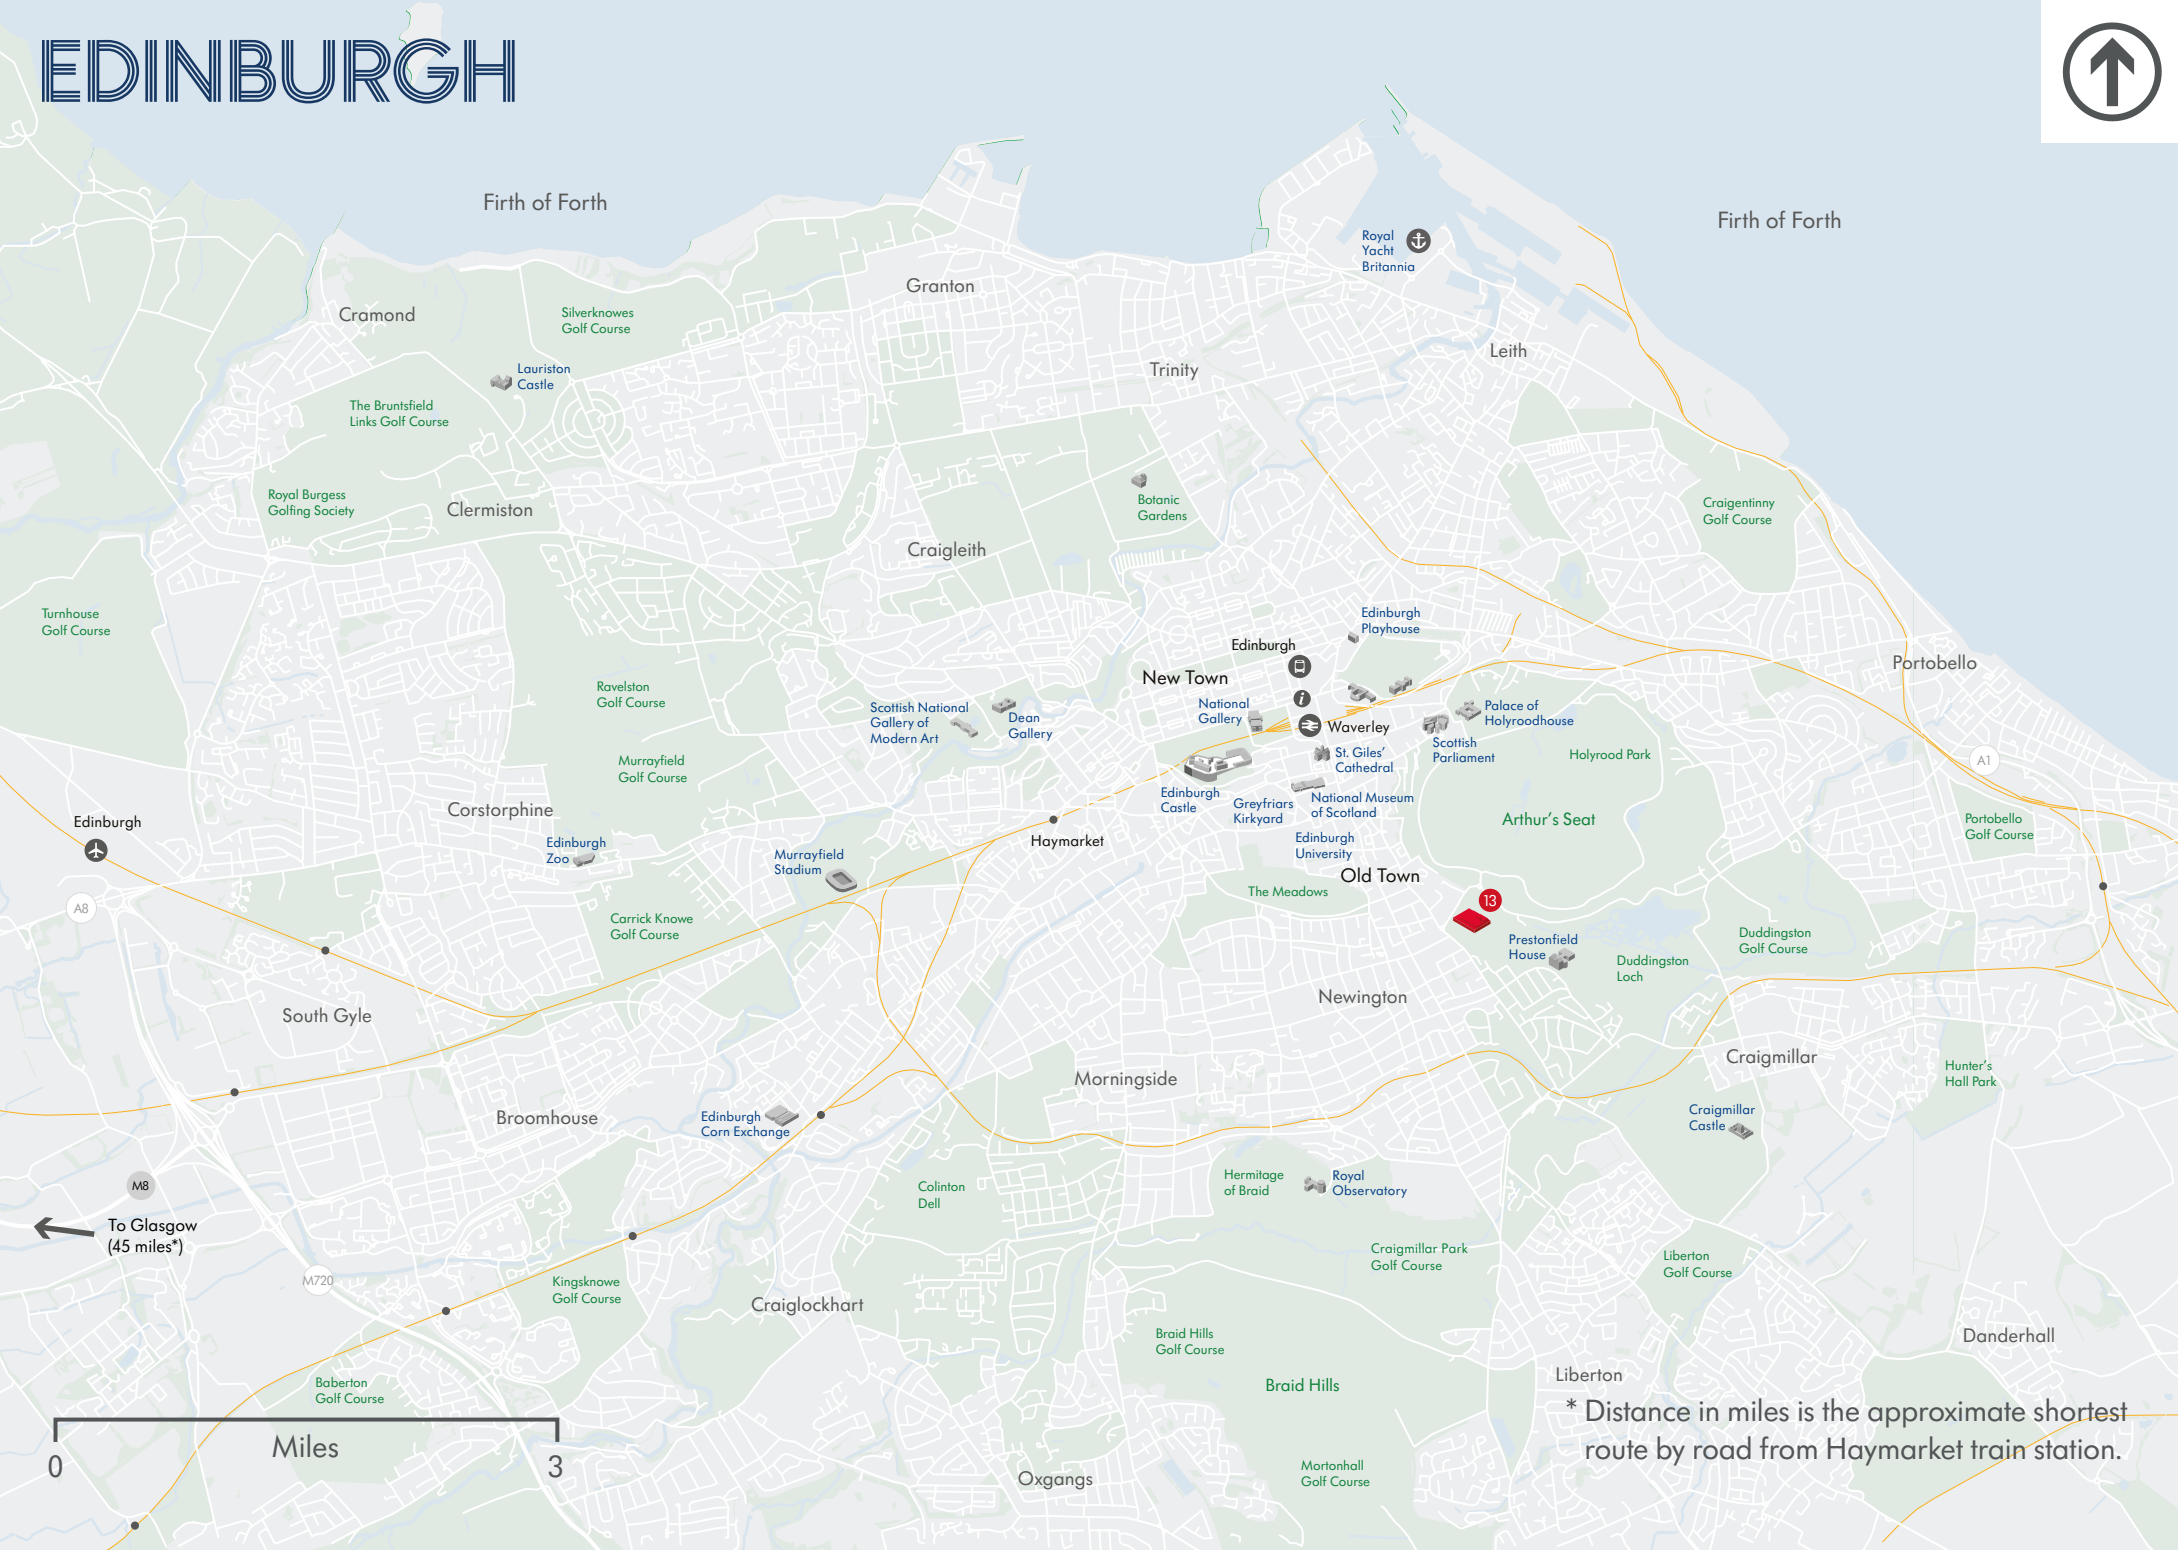 EDINBURGH
Firth of Forth
Firth of Forth
Royal
Yacht
Britannia
Granton
Cramond
Silverknowes
Golf Course
Leith
Trinity
Lauriston
Castle
The Bruntsfield
Links Golf Course
Royal Burgess
Golfing Society
Clermiston
Botanic
Gardens
Craigentinny
Golf Course
Craigleith
Turnhouse
Golf Course
Edinburgh
Playhouse
Edinburgh
New Town
Portobello
Ravelston
Golf Course
Scottish National
Gallery of
Modern Art
Dean
Gallery
National
Gallery
i
Waverley
Palace of
Holyroodhouse
Scottish
Parliament
St. Giles'
Cathedral
Holyrood Park
A1
Murrayfield
Golf Course
Edinburgh
Castle
Greyfriars
Kirkyard
National Museum
of Scotland
Corstorphine
Edinburgh
Arthur's Seat
Portobello
Golf Course
Edinburgh
Zoo
Murrayfield
Stadium
Haymarket
Edinburgh
University
Old Town
The Meadows
13
A8
Carrick Knowe
Golf Course
Prestonfield
House
Duddingston
Loch
Duddingston
Golf Course
South Gyle
Newington
Craigmillar
Hunter's
Hall Park
Morningside
Broomhouse
Edinburgh
Corn Exchange
Craigmillar
Castle
M8
Colinton
Dell
Hermitage
of Braid
Royal
Observatory
To Glasgow
(45 miles*)
Craigmillar Park
Golf Course
Liberton
Golf Course
M720
Kingsknowe
Golf Course
Craiglockhart
Braid Hills
Golf Course
Danderhall
Braid Hills
Liberton
Baberton
Golf Course
* Distance in miles is the approximate shortest
route by road from Haymarket train station.
Miles
0
3
Oxgangs
Mortonhall
Golf Course